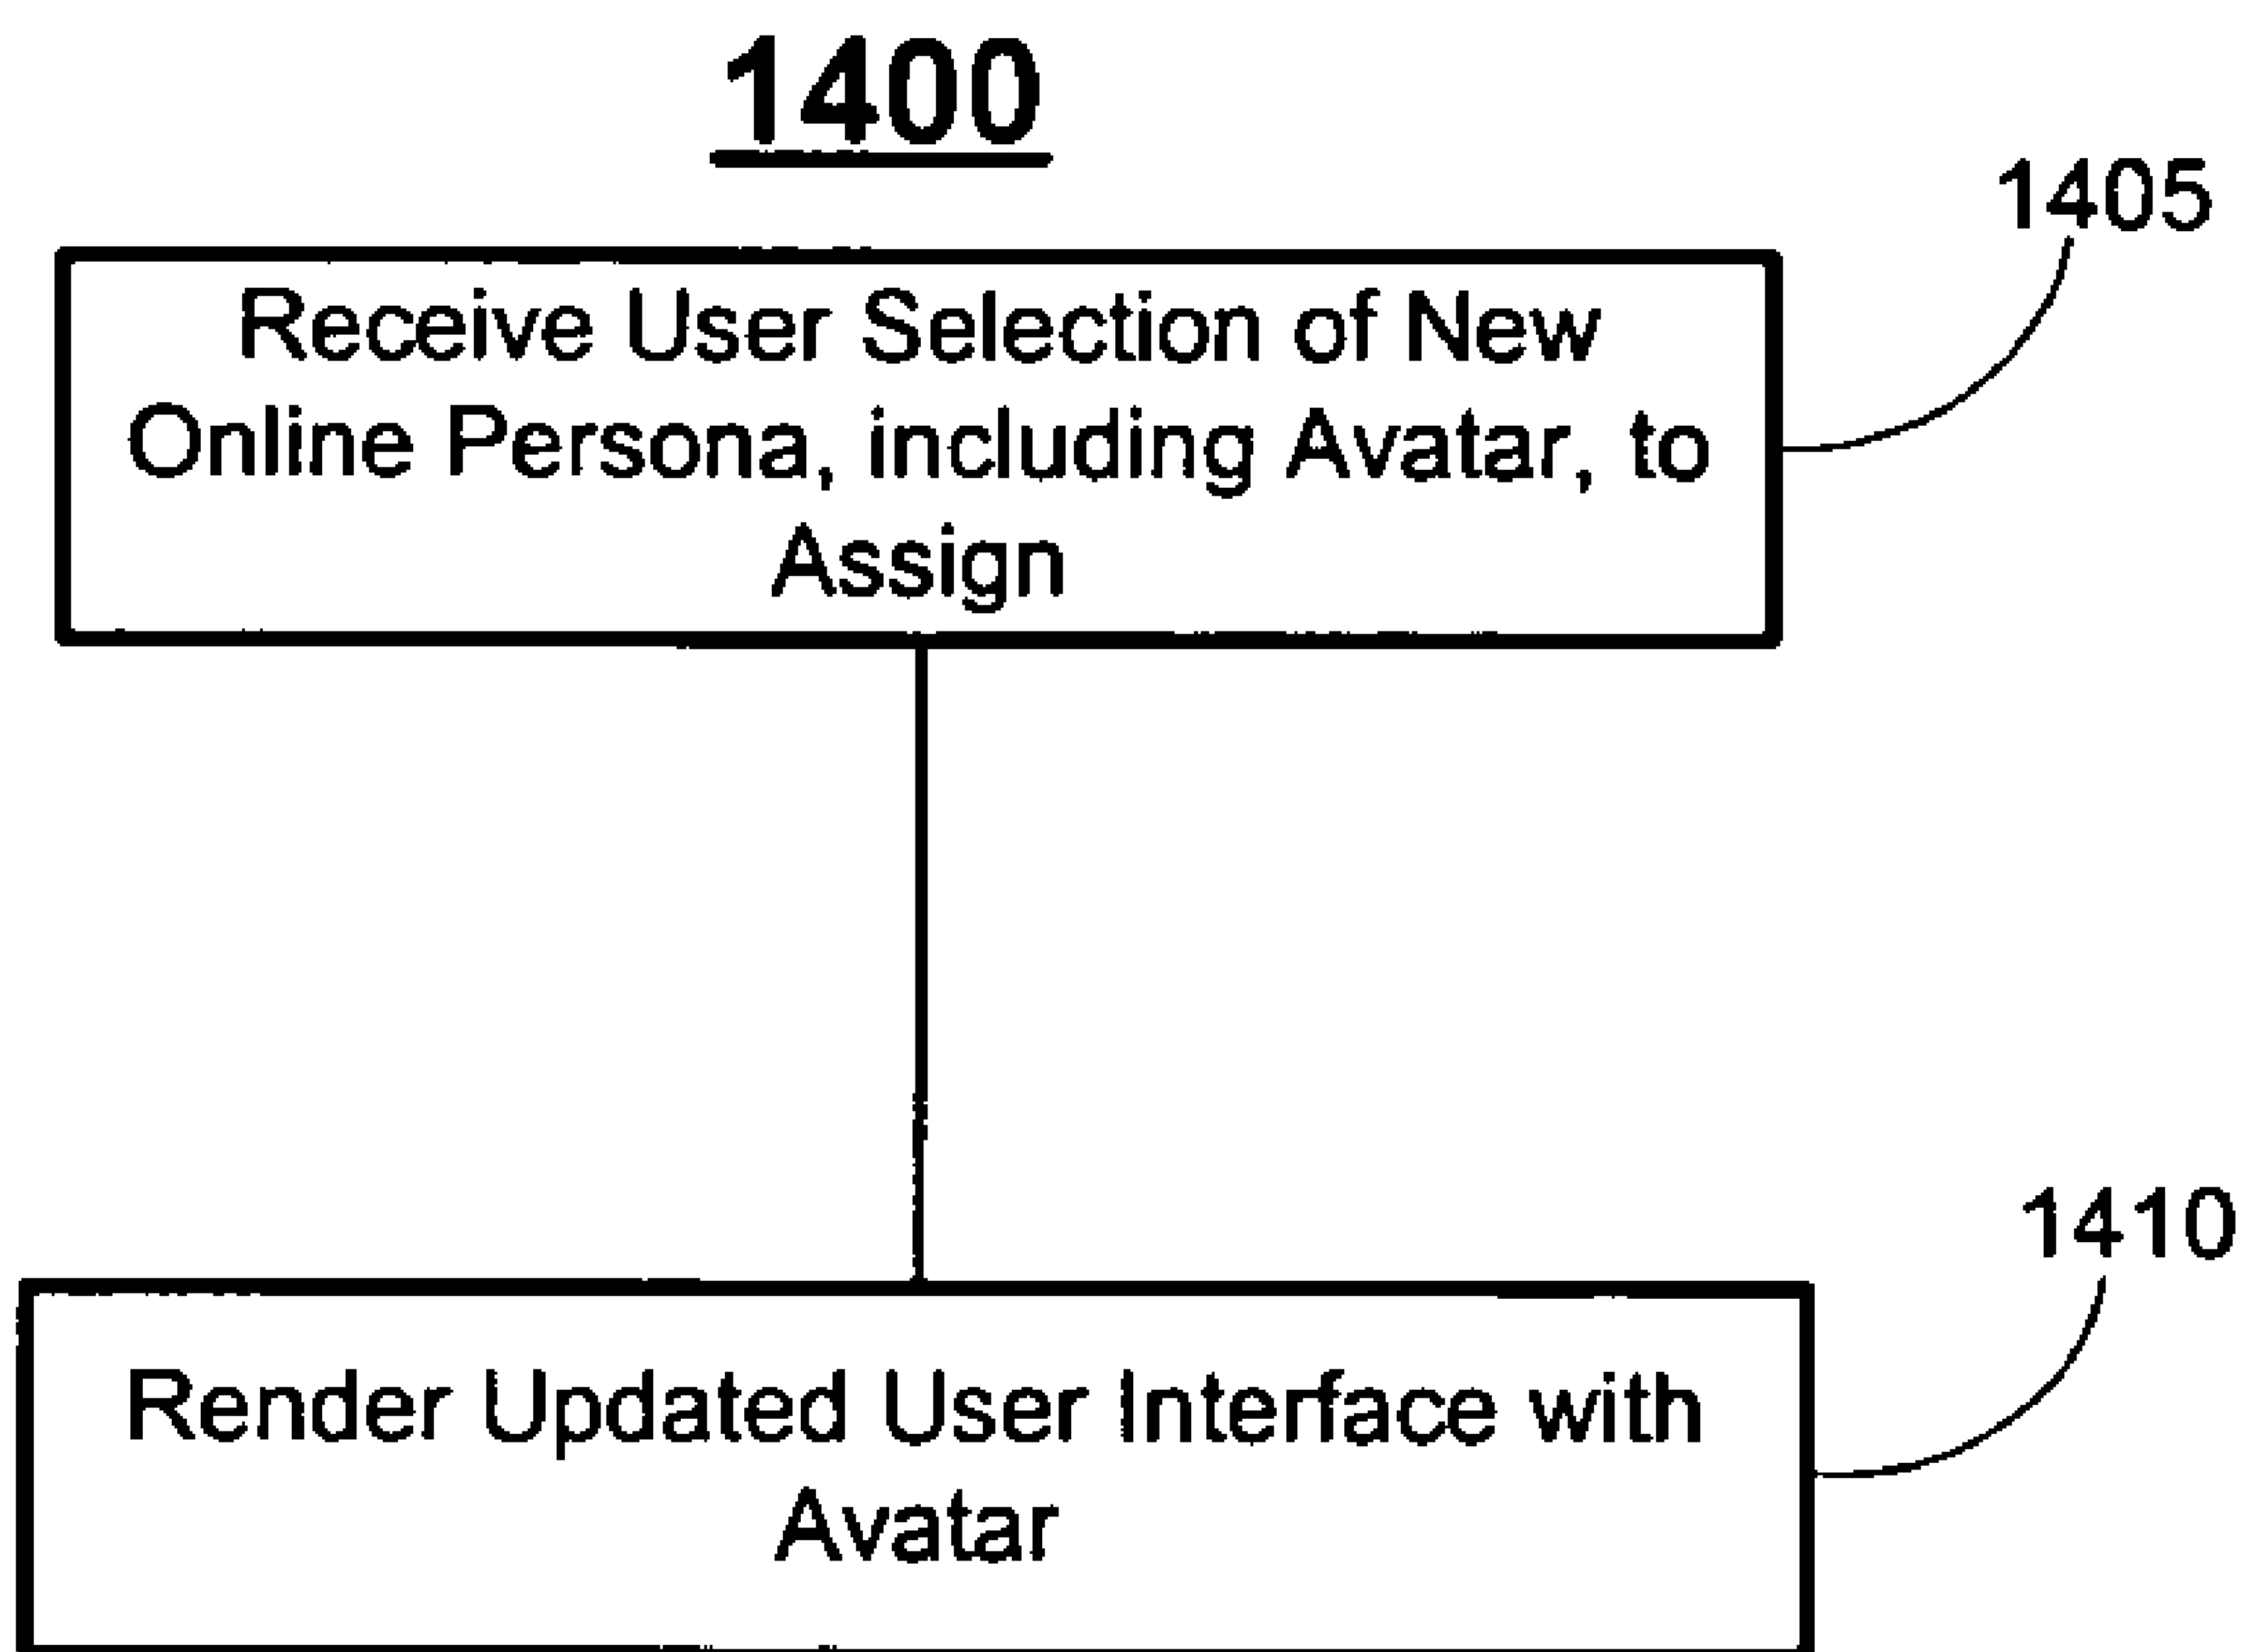 1400
1405
Receive User Selection of New
Online Persona, including Avatar, to
Assign
1410
Render Updated User Interface with
Avatar